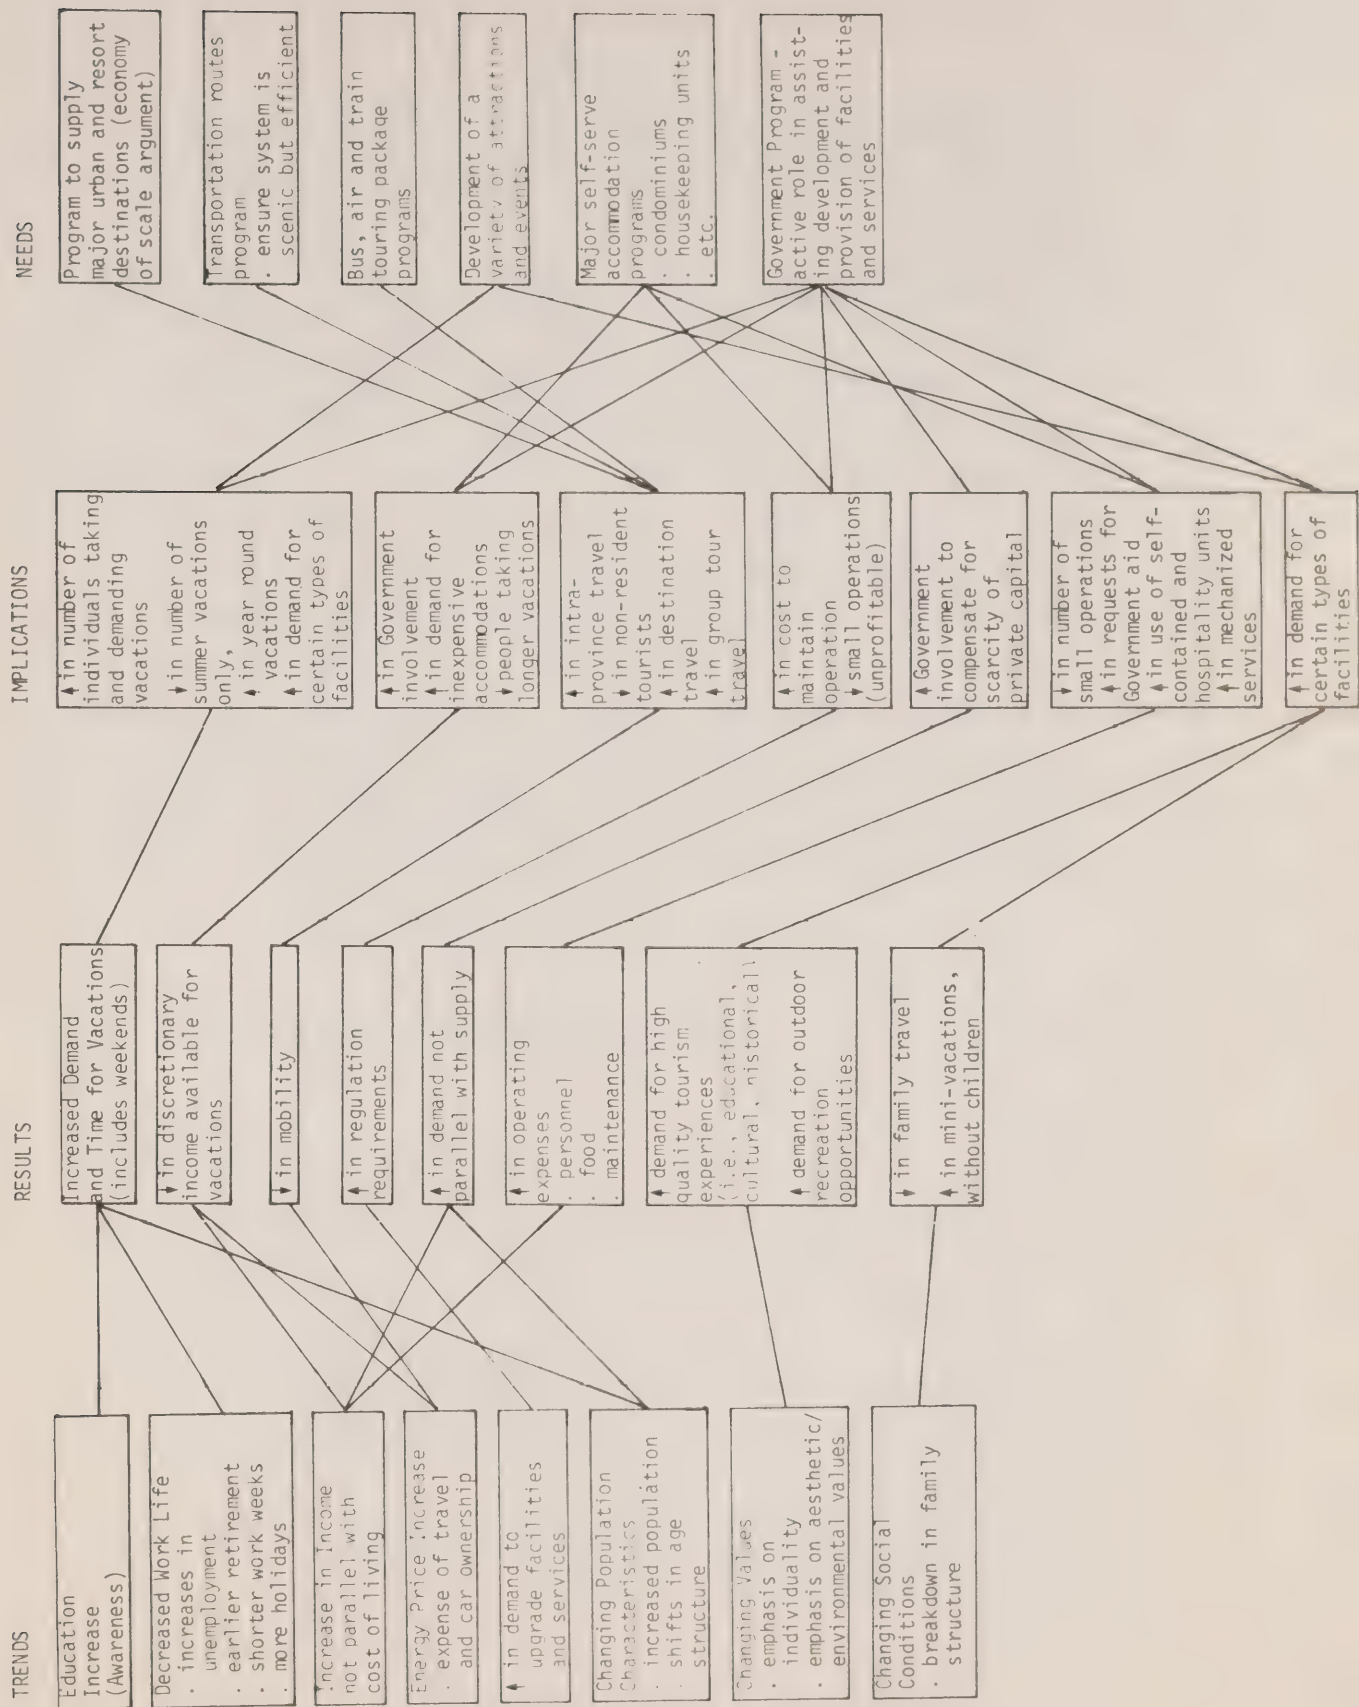 TRENDS
Education
Increase
(Awareness)
Decreased Work Life
. increases in
unemployment
. earlier retirement
. shorter work weeks
. more holidays
Increase in Income
not parallel with
cost of living
Energy Price Increase
. expense of travel
and car ownership
↑ in demand to
upgrade facilities
and services
Changing Population
Characteristics
. increased population
. shifts in age
structure
Changing Values
. emphasis on
individuality
. emphasis on aesthetic/
environmental values
Changing Social
Conditions
. breakdown in family
structure
RESULTS
Increased Demand
and Time for Vacations
(includes weekends)
↓ in discretionary
income available for
vacations
↓ in mobility
↑ in regulation
requirements
↑ in demand not
parallel with supply
↑ in operating
expenses
. personnel
. food
. maintenance
↑ demand for high
quality tourism
experiences
(i.e., educational,
cultural, historical)
↑ demand for outdoor
recreation
opportunities
↓ in family travel
↑ in mini-vacations,
without children
IMPLICATIONS
↑ in number of
individuals taking
and demanding
vacations
↓ in number of
summer vacations
only,
↑ in year round
vacations
↑ in demand for
certain types of
facilities
↑ in Government
involvement
↑ in demand for
inexpensive
accommodations
↓ people taking
longer vacations
↑ in intra-
province travel
↓ in non-resident
tourists
↑ in destination
travel
↑ in group tour
travel
↑ in cost to
maintain
operation
↓ small operations
(unprofitable)
↑ Government
involvement to
compensate for
scarcity of
private capital
↓ in number of
small operations
↑ in requests for
Government aid
↑ in use of self-
contained and
hospitality units
↑ in mechanized
services
↑ in demand for
certain types of
facilities
NEEDS
Program to supply
major urban and resort
destinations (economy
of scale argument)
Transportation routes
program
. ensure system is
scenic but efficient
Bus, air and train
touring package
programs
Development of a
variety of attractions
and events
Major self-serve
accommodation
programs
. condominiums
. housekeeping units
. etc.
Government Program -
active role in assist-
ing development and
provision of facilities
and services